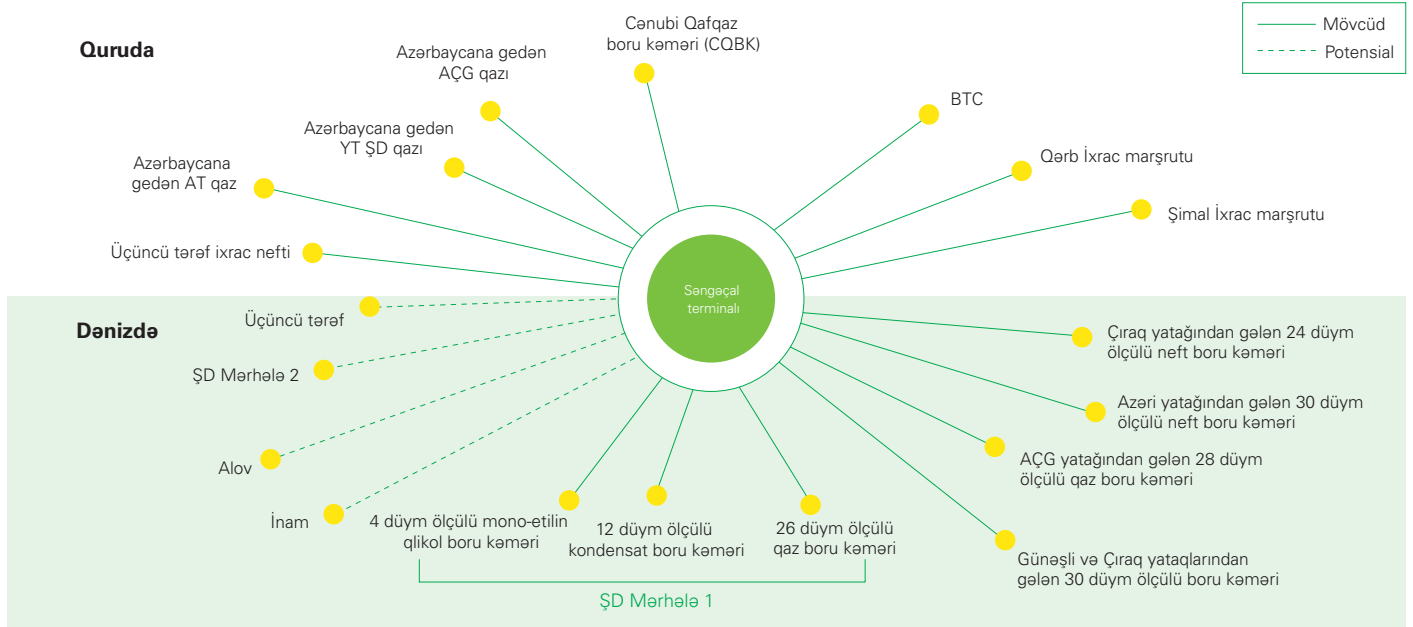 Quruda
Mövcüd
Potensial
Cənubi Qafqaz
boru kəməri (CQBK)
Azərbaycana gedən
AÇG qazı
Azərbaycana gedən
YT ŞD qazı
Azərbaycana
gedən AT qaz
Üçüncü tərəf ixrac nefti
BTC
Qərb İxrac marşrutu
Şimal İxrac marşrutu
Səngəçal
terminalı
Dənizdə
Üçüncü tərəf
ŞD Mərhələ 2
Alov
İnam
4 düym ölçülü mono-etilin
qlikol boru kəməri
12 düym ölçülü
kondensat boru kəməri
26 düym ölçülü
qaz boru kəməri
ŞD Mərhələ 1
Çıraq yatağından gələn 24 düym
ölçülü neft boru kəməri
Azəri yatağından gələn 30 düym
ölçülü neft boru kəməri
AÇG yatağından gələn 28 düym
ölçülü qaz boru kəməri
Günəşli və Çıraq yataqlarından
gələn 30 düym ölçülü boru kəməri